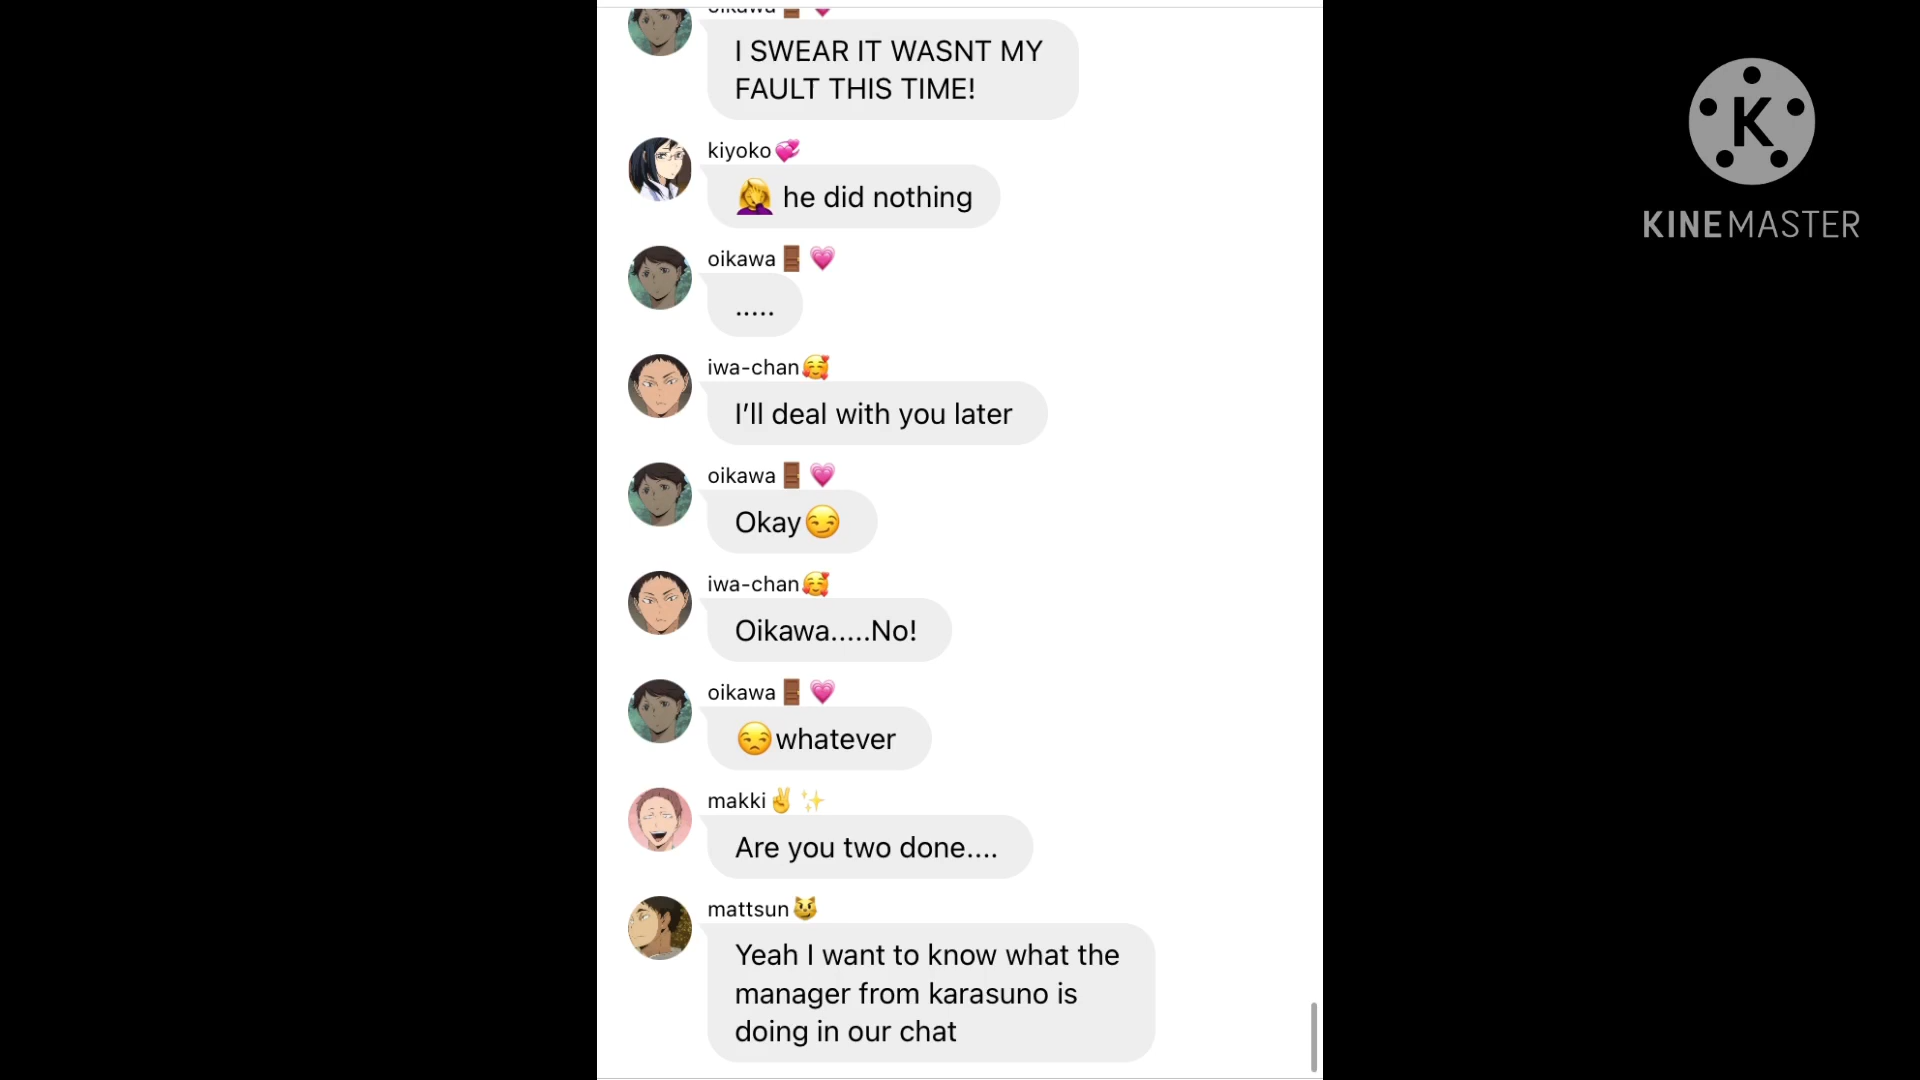 oikawa🚪💗
I SWEAR IT WASNT MY
FAULT THIS TIME!
kiyoko💞
🤦‍♀️ he did nothing
oikawa🚪💗
.....
iwa-chan🥰
I’ll deal with you later
oikawa🚪💗
Okay😏
iwa-chan🥰
Oikawa.....No!
oikawa🚪💗
😒whatever
makki✌️✨
Are you two done....
mattsun😼
Yeah I want to know what the
manager from karasuno is
doing in our chat
K
KINEMASTER